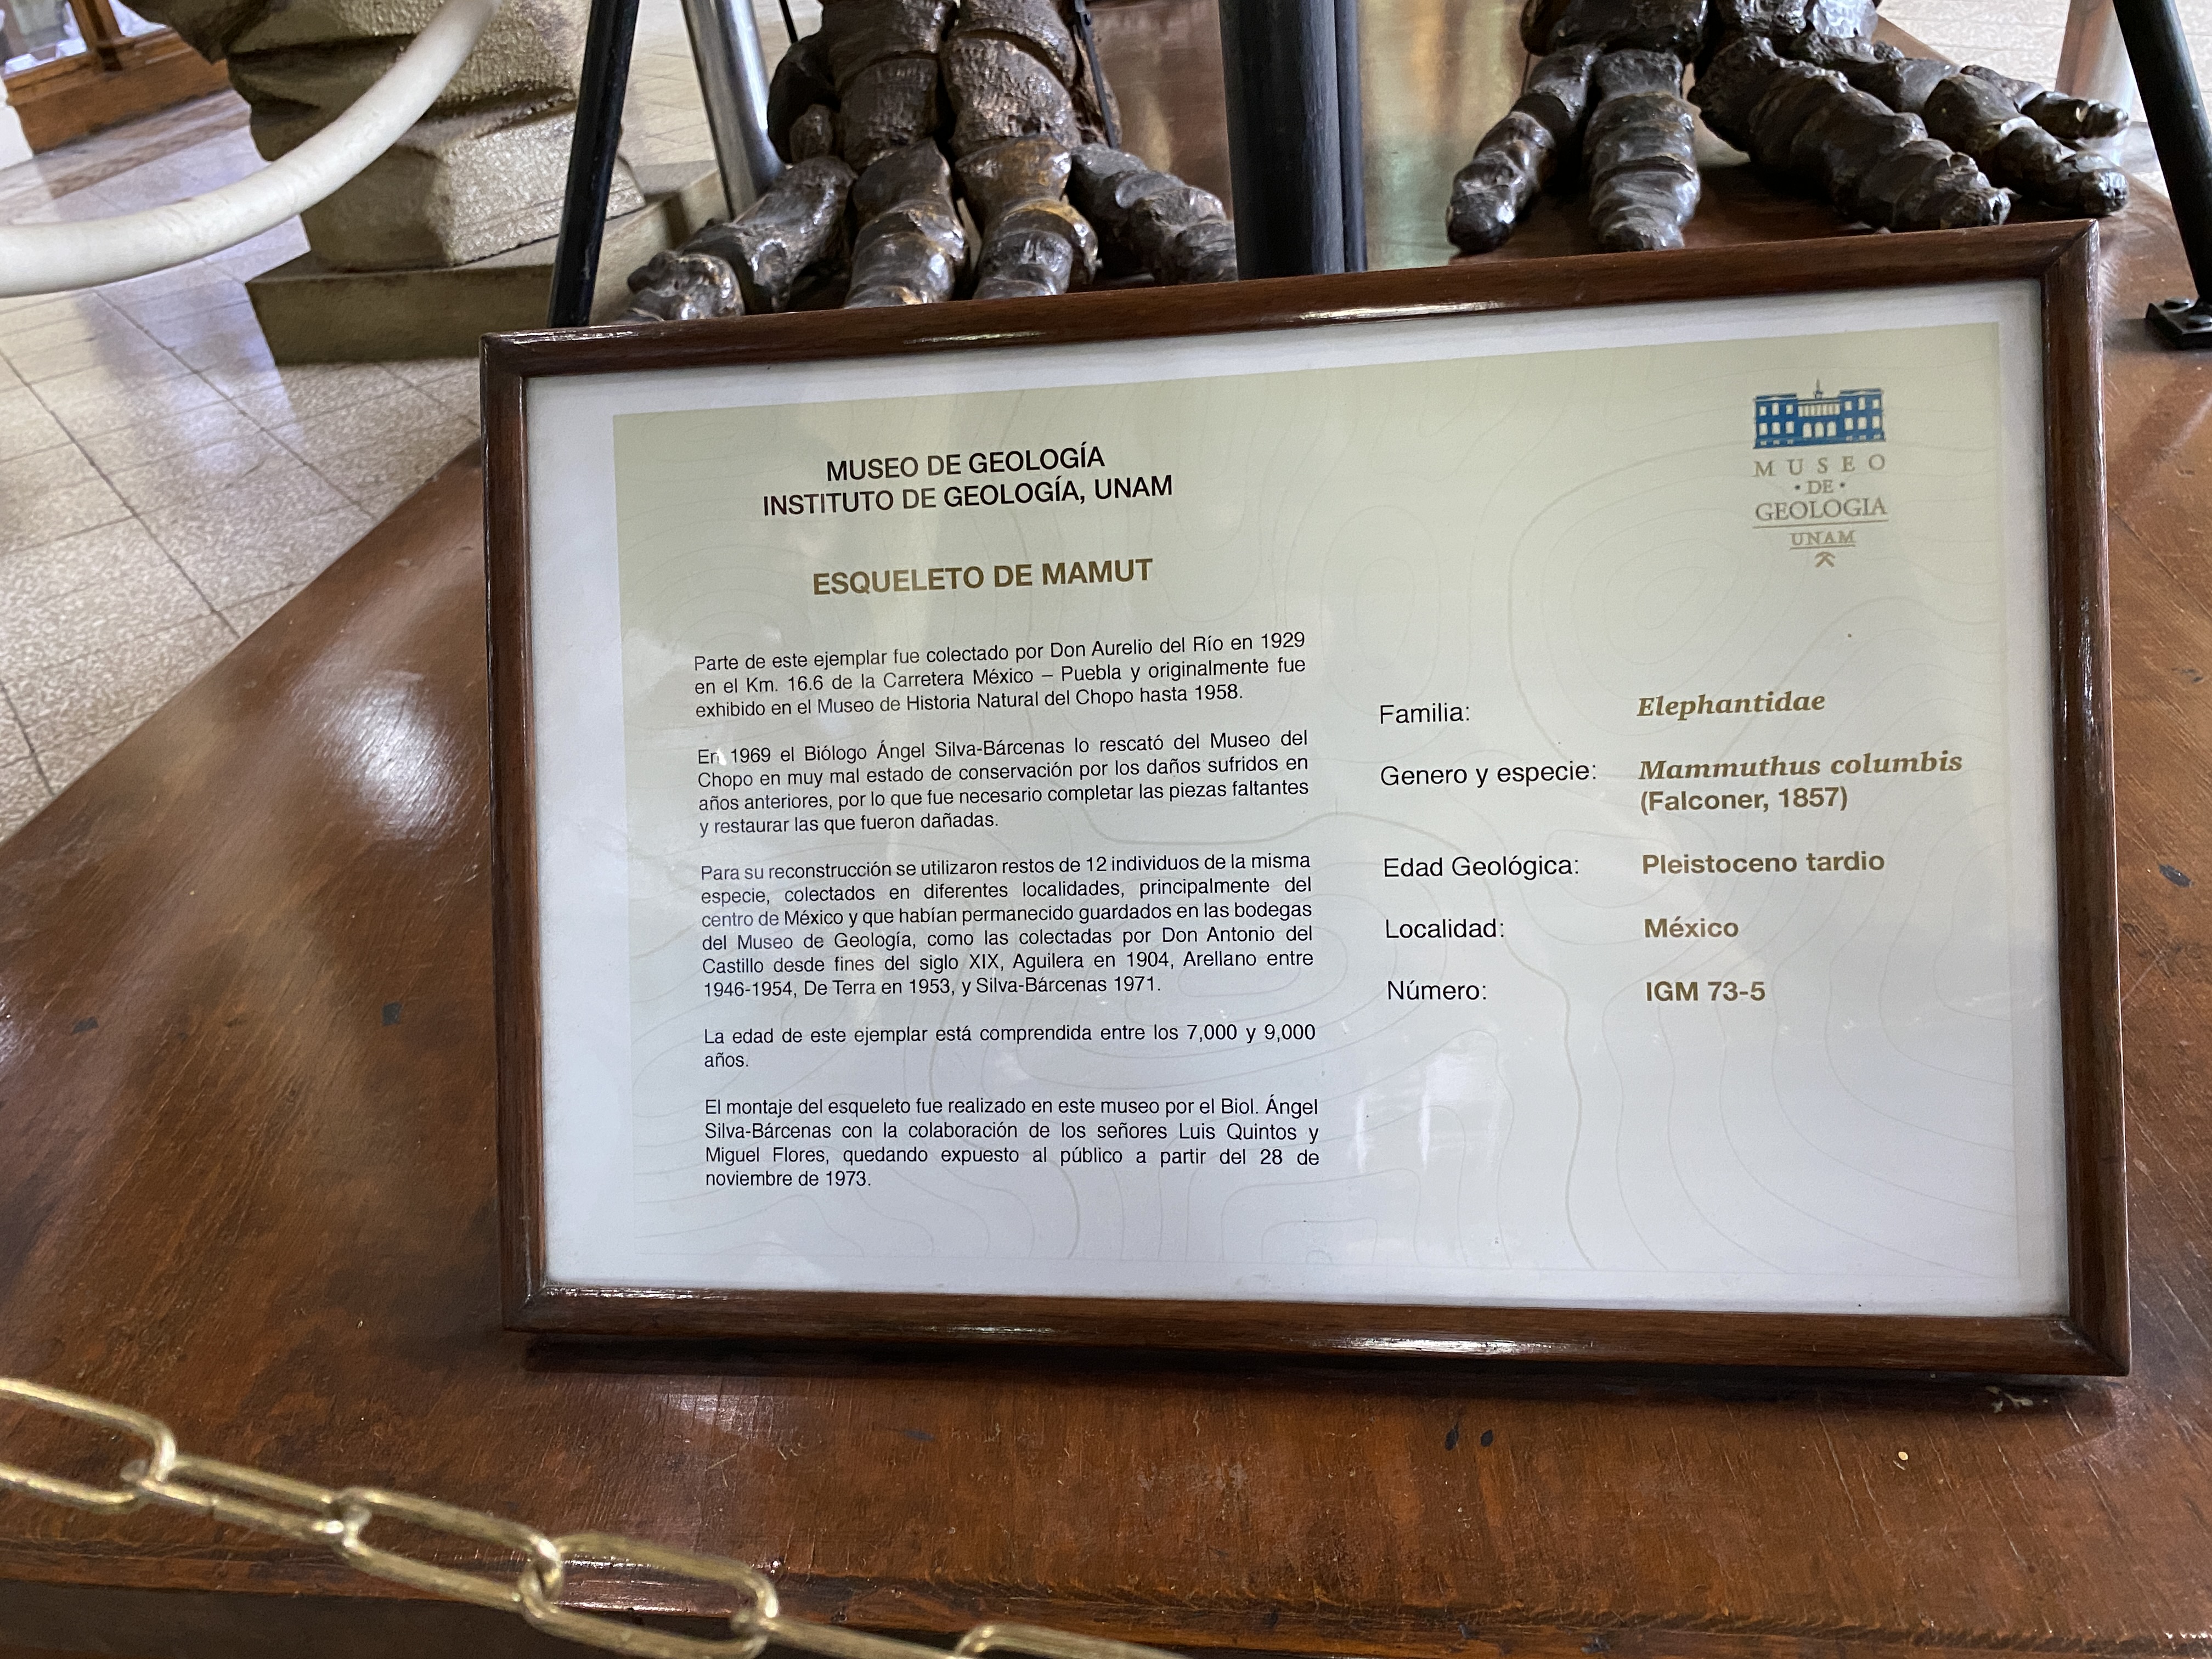 MUSEO DE GEOLOGÍA
INSTITUTO DE GEOLOGÍA, UNAM
ESQUELETO DE MAMUT
Parte de este ejemplar fue colectado por Don Aurelio del Río en 1929
en el Km. 16.6 de la Carretera México – Puebla y originalmente fue
exhibido en el Museo de Historia Natural del Chopo hasta 1958.
En 1969 el Biólogo Ángel Silva-Bárcenas lo rescató del Museo del
Chopo en muy mal estado de conservación por los daños sufridos en
años anteriores, por lo que fue necesario completar las piezas faltantes
y restaurar las que fueron dañadas.
Para su reconstrucción se utilizaron restos de 12 individuos de la misma
especie, colectados en diferentes localidades, principalmente del
centro de México y que habían permanecido guardados en las bodegas
del Museo de Geología, como las colectadas por Don Antonio del
Castillo desde fines del siglo XIX, Aguilera en 1904, Arellano entre
1946-1954, De Terra en 1953, y Silva-Bárcenas 1971.
La edad de este ejemplar está comprendida entre los 7,000 y 9,000
años.
El montaje del esqueleto fue realizado en este museo por el Biol. Ángel
Silva-Bárcenas con la colaboración de los señores Luis Quintos y
Miguel Flores, quedando expuesto al público a partir del 28 de
noviembre de 1973.
MUSEO
• DE •
GEOLOGIA
UNAM
Familia: Elephantidae
Genero y especie: Mammuthus columbis
(Falconer, 1857)
Edad Geológica: Pleistoceno tardio
Localidad: México
Número: IGM 73-5